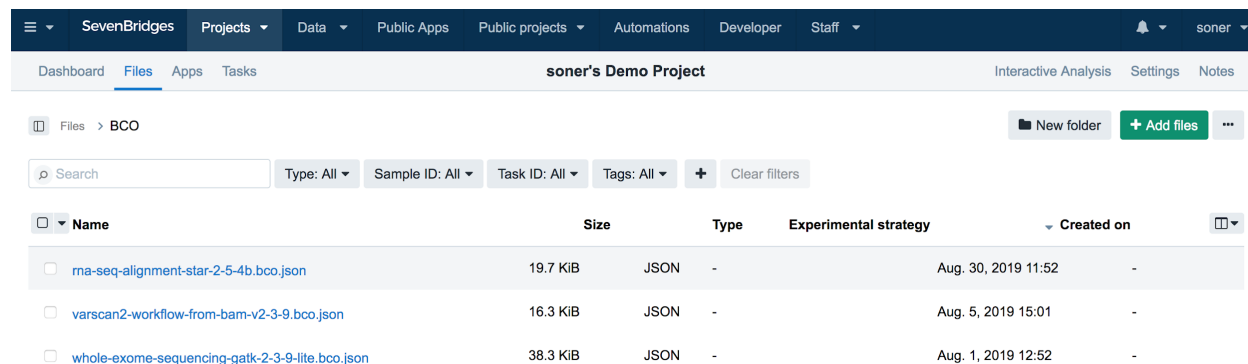 SevenBridges Projects Data Public Apps Public projects Automations Developer Staff soner
Dashboard Files Apps Tasks soner's Demo Project Interactive Analysis Settings Notes
Files > BCO New folder + Add files ...
Search Type: All Sample ID: All Task ID: All Tags: All + Clear filters
Name Size Type Experimental strategy Created on
rna-seq-alignment-star-2-5-4b.bco.json 19.7 KiB JSON - Aug. 30, 2019 11:52 -
varscan2-workflow-from-bam-v2-3-9.bco.json 16.3 KiB JSON - Aug. 5, 2019 15:01 -
whole-exome-sequencing-gatk-2-3-9-lite.bco.json 38.3 KiB JSON - Aug. 1, 2019 12:52 -